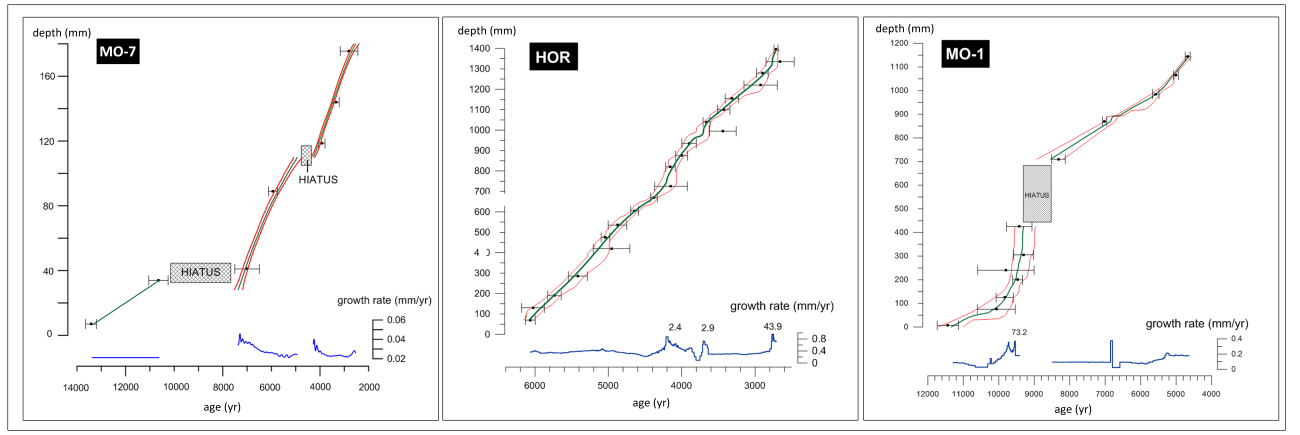 depth (mm)
MO-7
160
120
80
40
0
HIATUS
HIATUS
growth rate (mm/yr)
0.06
0.04
0.02
14000 12000 10000 8000 6000 4000 2000
age (yr)
depth (mm)
HOR
1400
1300
1200
1100
1000
900
800
700
600
500
4 0
300
200
100
0
growth rate (mm/yr)
2.4 2.9 43.9
0.8
0.4
0
6000 5000 4000 3000
age (yr)
depth (mm)
MO-1
1200
1100
1000
900
800
700
600
500
400
300
200
100
0
HIATUS
growth rate (mm/yr)
73.2
0.4
0.2
0
12000 11000 10000 9000 8000 7000 6000 5000 4000
age (yr)